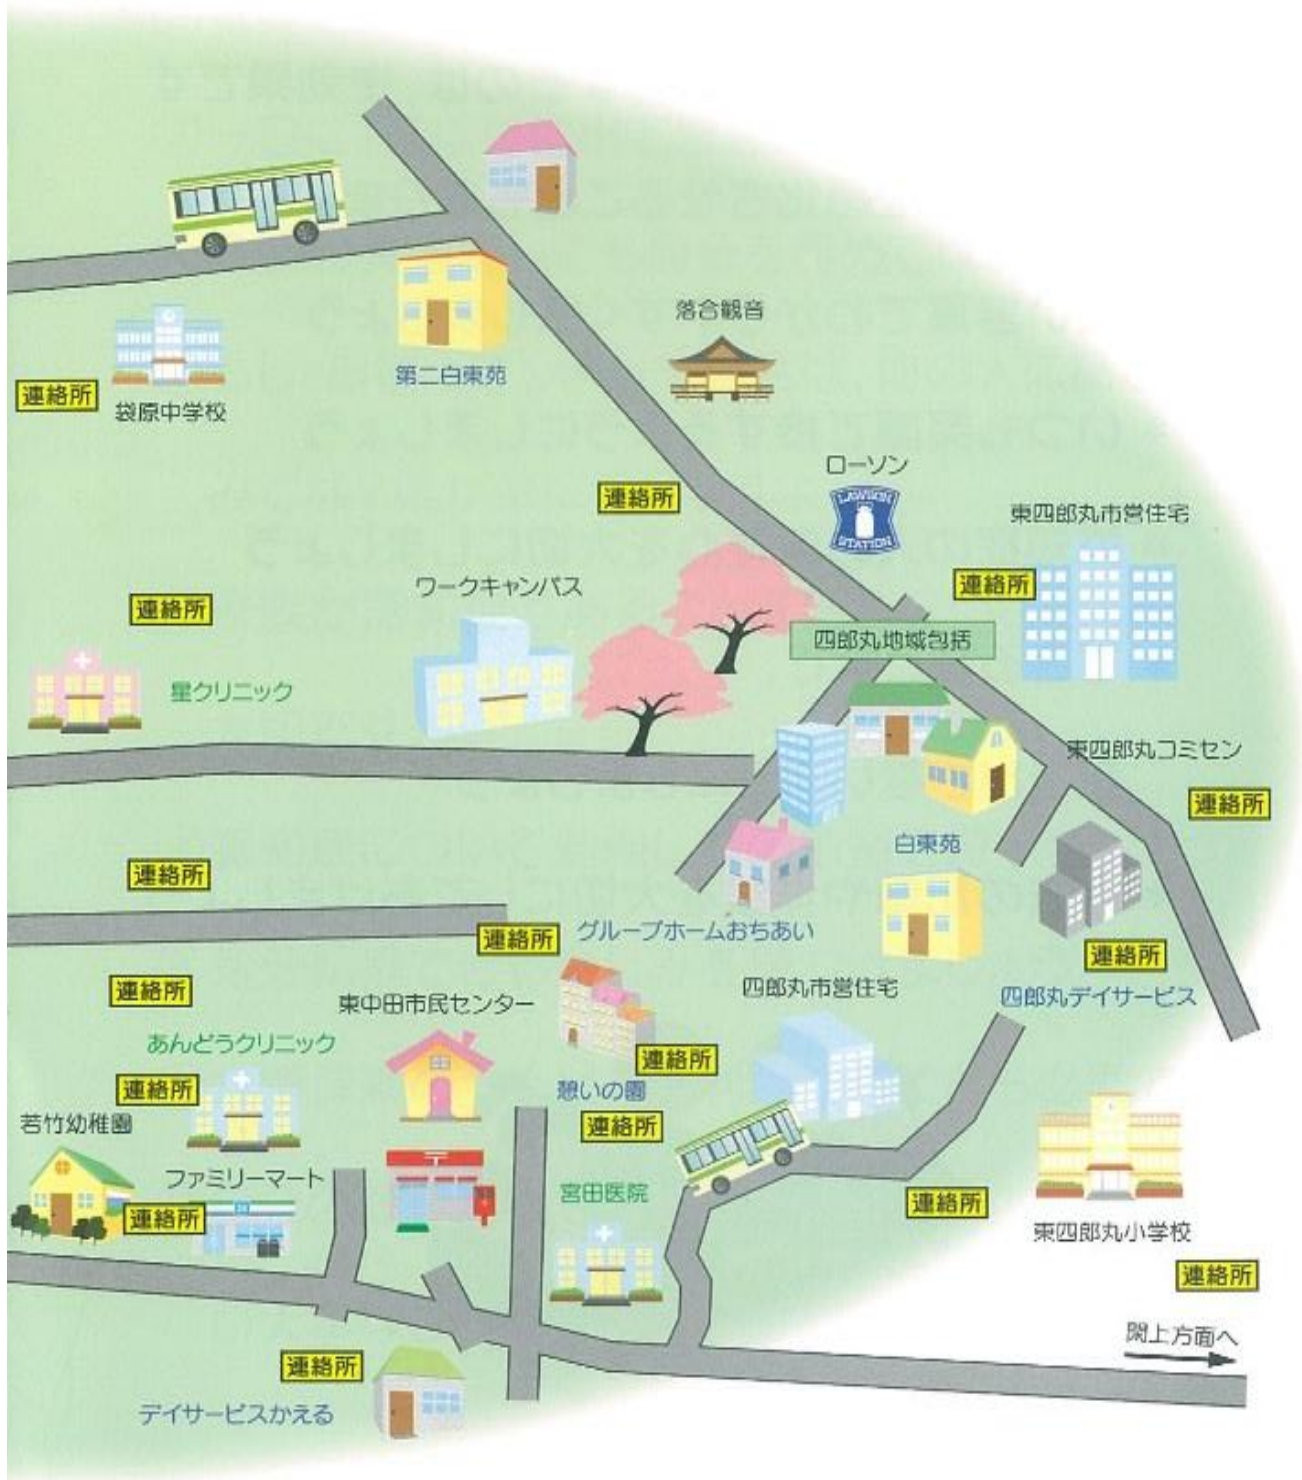 落合観音
第二白東苑
連絡所
袋原中学校
ローソン
LAWSON
STATION
連絡所
東四郎丸市営住宅
連絡所
ワークキャンパス
連絡所
四郎丸地域包括
星クリニック
東四郎丸コミセン
連絡所
白東苑
連絡所
グループホームおちあい
連絡所
連絡所
四郎丸市営住宅
四郎丸デイサービス
連絡所
東中田市民センター
あんどうクリニック
連絡所
憩いの園
連絡所
若竹幼稚園
連絡所
ファミリーマート
連絡所
宮田医院
連絡所
東四郎丸小学校
連絡所
閖上方面へ
連絡所
デイサービスかえる